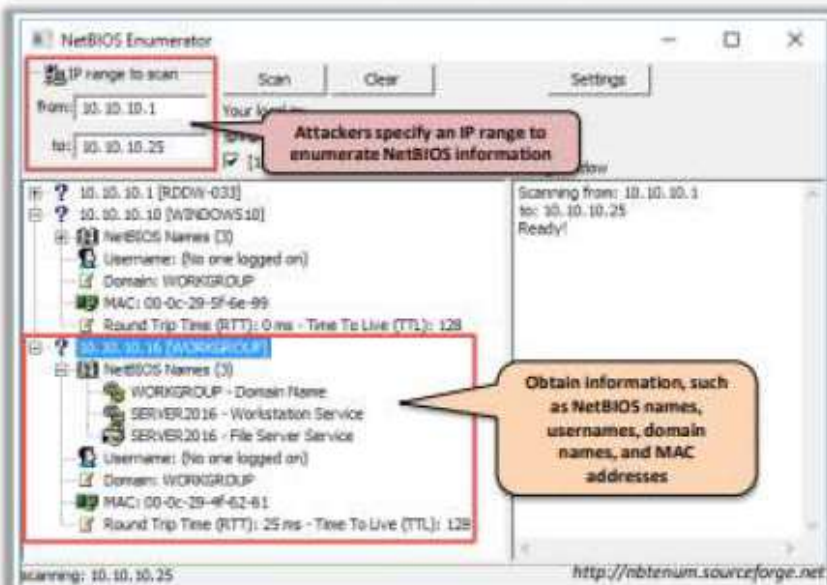 NetBIOS Enumerator
IP range to scan
Scan
Clear
Settings
from: 10.10.10.1
Your local
to: 10.10.10.25
Attackers specify an IP range to
enumerate NetBIOS information
Scanning from: 10.10.10.1
to: 10.10.10.25
Ready!
? 10.10.10.1 [RDDW-033]
? 10.10.10.10 [WINDOWS10]
NetBIOS Names (3)
Username: (No one logged on)
Domain: WORKGROUP
MAC: 00-0c-29-5f-6e-99
Round Trip Time (RTT): 0 ms - Time To Live (TTL): 128
? 10.10.10.16 [WORKGROUP]
NetBIOS Names (3)
WORKGROUP - Domain Name
SERVER2016 - Workstation Service
SERVER2016 - File Server Service
Username: (No one logged on)
Domain: WORKGROUP
MAC: 00-0c-29-4f-62-61
Round Trip Time (RTT): 25 ms - Time To Live (TTL): 128
Obtain information, such
as NetBIOS names,
usernames, domain
names, and MAC
addresses
scanning: 10.10.10.25
http://nbtenum.sourceforge.net